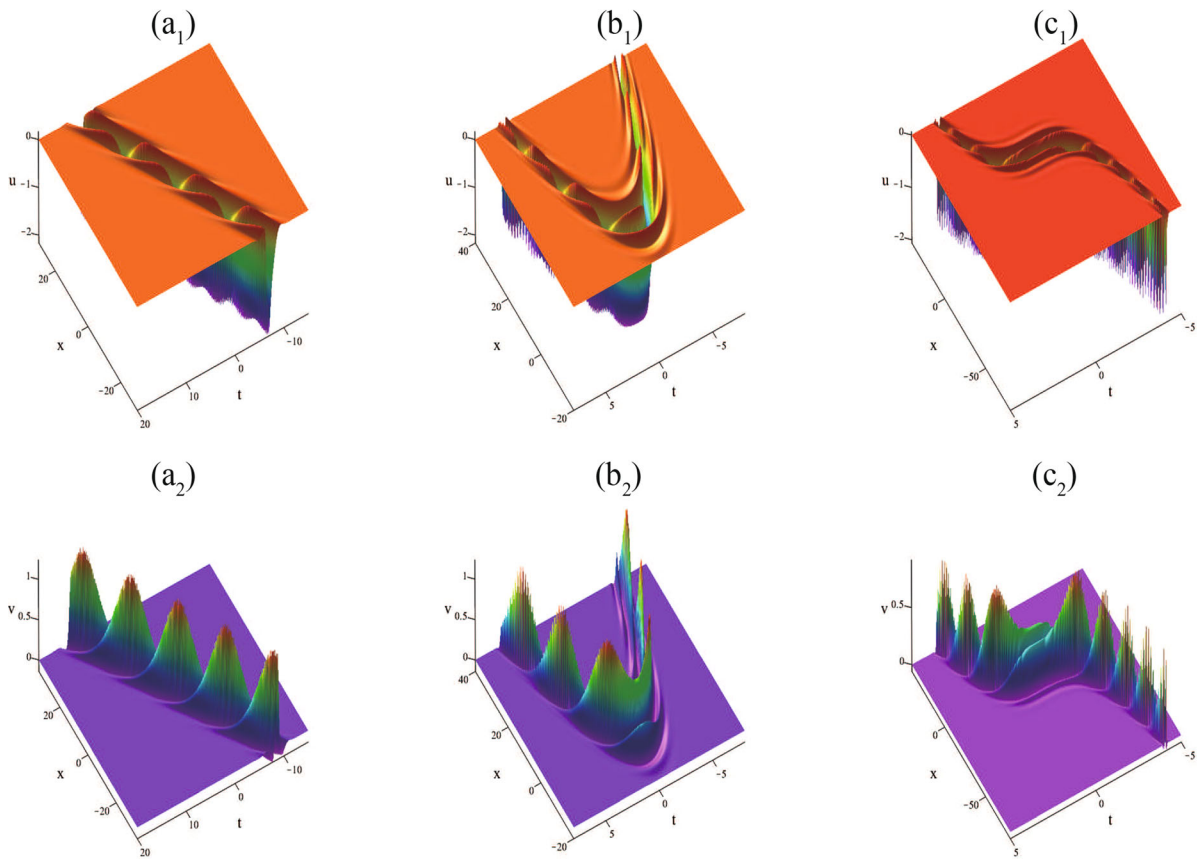 (a1) (b1) (c1)
0 -1 -2 u 20 0 -20 x 20 10 0 -10 t
0 -1 -2 u 40 20 0 -20 x 5 0 -5 t
0 -1 -2 u 0 -50 x 5 0 -5 t
(a2) (b2) (c2)
1 0.5 0 v 20 0 -20 x 20 10 0 -10 t
1 0.5 0 v 40 20 0 -20 x 5 0 -5 t
0.5 0 v 0 -50 x 5 0 -5 t